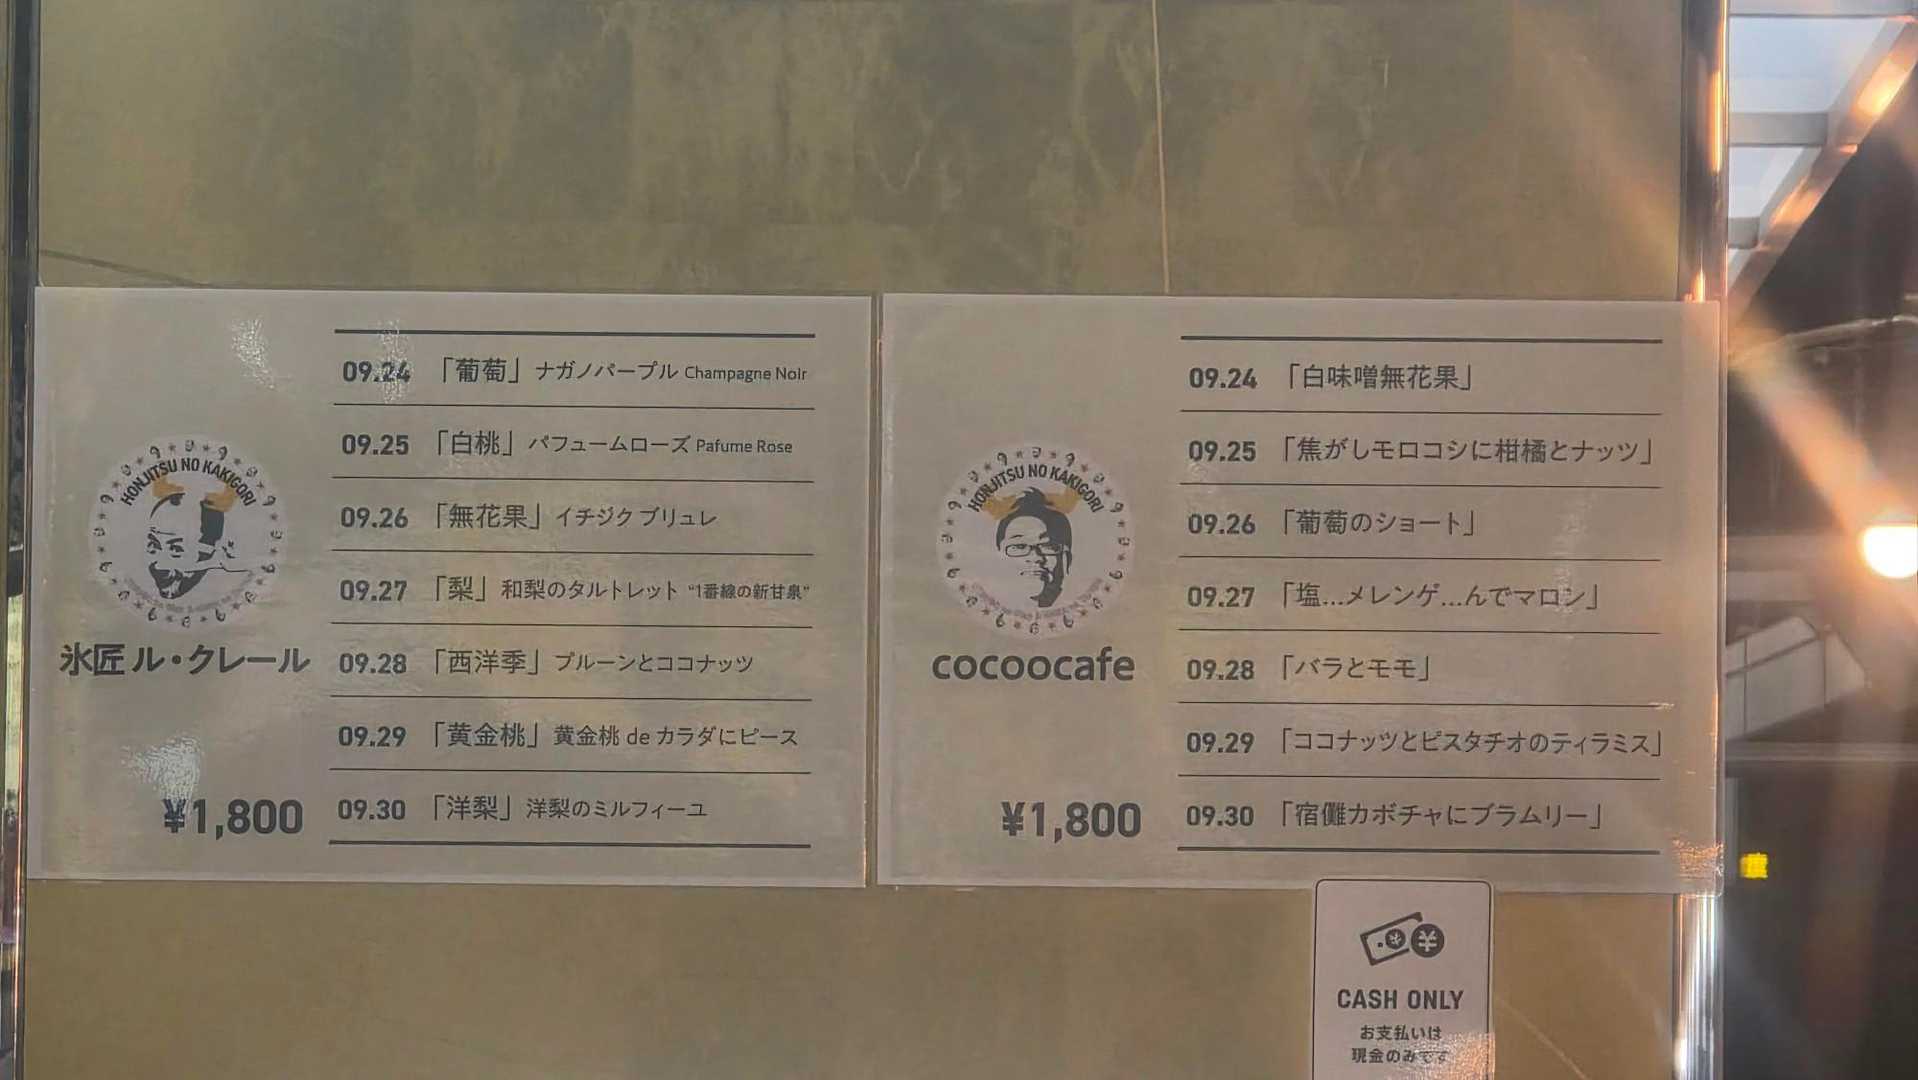 HONJITSU NO KAKIGORI
氷匠 ル・クレール
¥1,800
09.24 「葡萄」 ナガノパープル Champagne Noir
09.25 「白桃」 パフュームローズ Pafume Rose
09.26 「無花果」 イチジク ブリュレ
09.27 「梨」 和梨のタルトレット “1番線の新甘泉”
09.28 「西洋李」 プルーンとココナッツ
09.29 「黄金桃」 黄金桃 de カラダにピース
09.30 「洋梨」 洋梨のミルフィーユ
HONJITSU NO KAKIGORI
cocoocafe
¥1,800
09.24 「白味噌無花果」
09.25 「焦がしモロコシに柑橘とナッツ」
09.26 「葡萄のショート」
09.27 「塩…メレンゲ…んでマロン」
09.28 「バラとモモ」
09.29 「ココナッツとピスタチオのティラミス」
09.30 「宿儺カボチャにブラムリー」
CASH ONLY
お支払いは
現金のみです